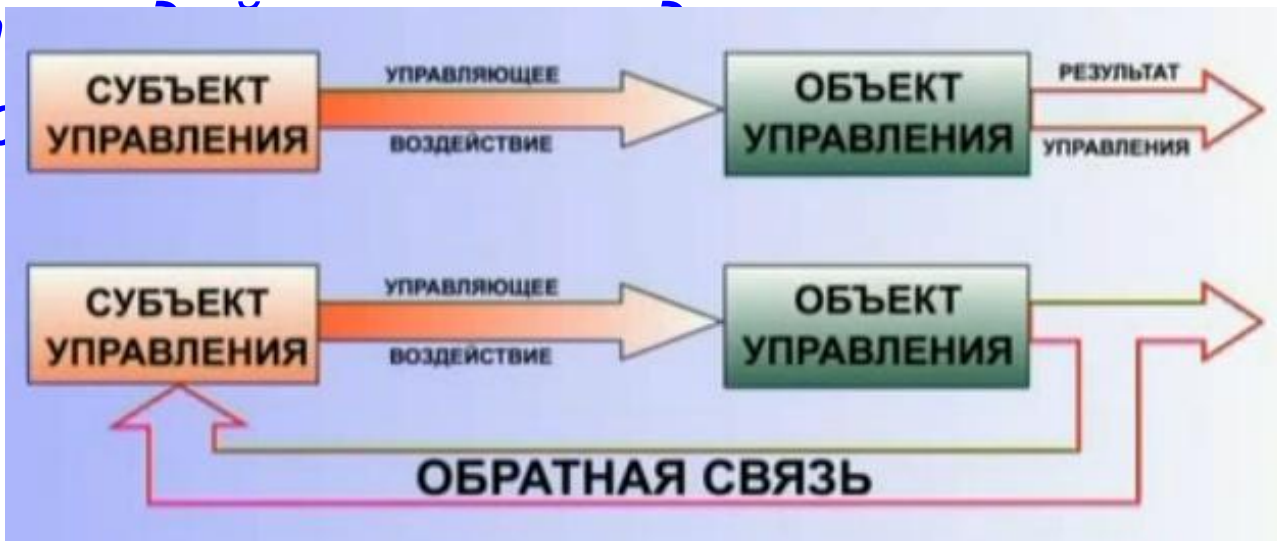 СУБЪЕКТ
УПРАВЛЕНИЯ
УПРАВЛЯЮЩЕЕ
ВОЗДЕЙСТВИЕ
ОБЪЕКТ
УПРАВЛЕНИЯ
РЕЗУЛЬТАТ
УПРАВЛЕНИЯ
СУБЪЕКТ
УПРАВЛЕНИЯ
УПРАВЛЯЮЩЕЕ
ВОЗДЕЙСТВИЕ
ОБЪЕКТ
УПРАВЛЕНИЯ
ОБРАТНАЯ СВЯЗЬ